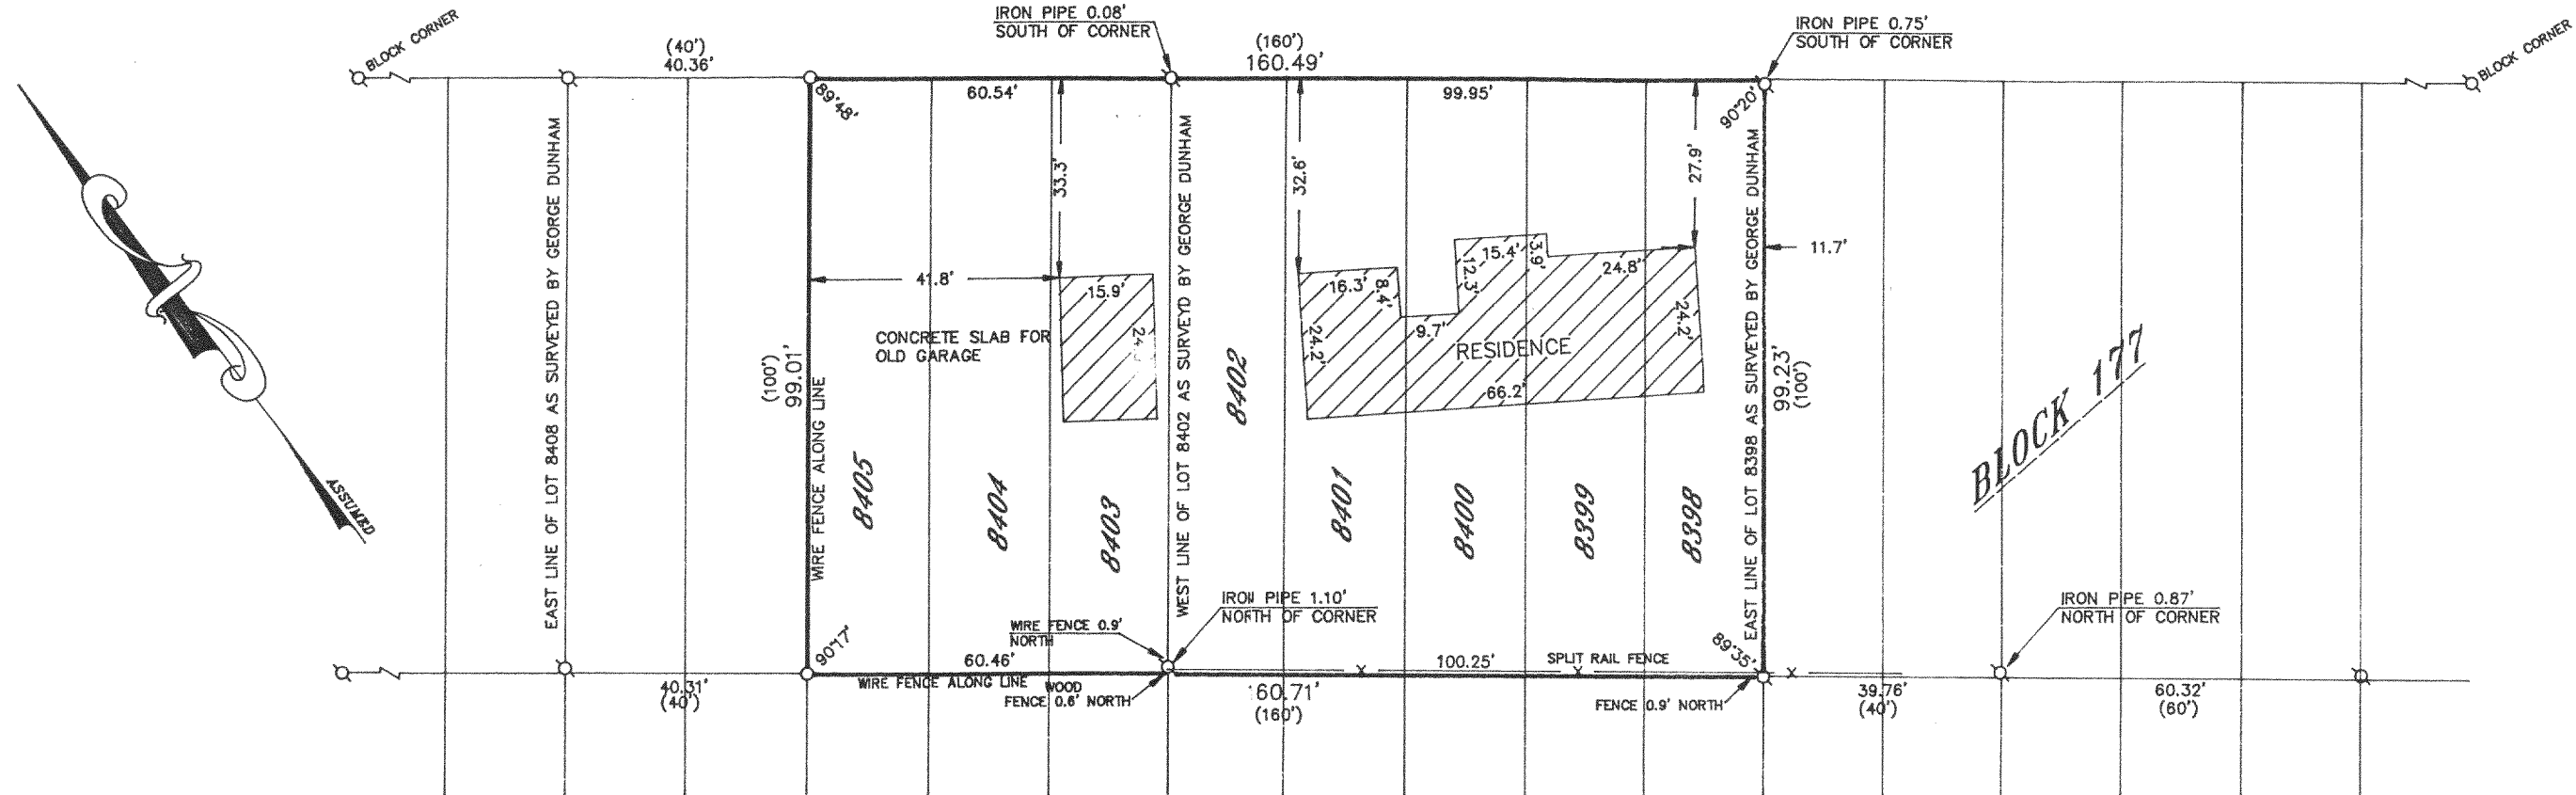 BLOCK CORNER
(40')
40.36'
IRON PIPE 0.08'
SOUTH OF CORNER
(160')
160.49'
IRON PIPE 0.75'
SOUTH OF CORNER
BLOCK CORNER
89°48'
60.54'
99.95'
90°20'
EAST LINE OF LOT 8408 AS SURVEYED BY GEORGE DUNHAM
33.3'
WEST LINE OF LOT 8402 AS SURVEYD BY GEORGE DUNHAM
32.6'
27.9'
EAST LINE OF LOT 8398 AS SURVEYED BY GEORGE DUNHAM
11.7'
41.8'
15.9'
16.3'
8.4'
12.3'
15.4'
3.9'
24.8'
CONCRETE SLAB FOR
OLD GARAGE
24.2'
9.7'
RESIDENCE
24.2'
66.2'
(100')
99.01'
WIRE FENCE ALONG LINE
99.23'
(100')
BLOCK 177
ASSUMED
8405
8404
8403
8402
8401
8400
8399
8398
IRON PIPE 1.10'
NORTH OF CORNER
IRON PIPE 0.87'
NORTH OF CORNER
WIRE FENCE 0.9'
NORTH
90°17'
60.46'
100.25'
SPLIT RAIL FENCE
89°35'
X
X
X
40.31'
(40')
WIRE FENCE ALONG LINE
WOOD
FENCE 0.6' NORTH
60.71'
(160')
FENCE 0.9' NORTH
39.76'
(40')
60.32'
(60')